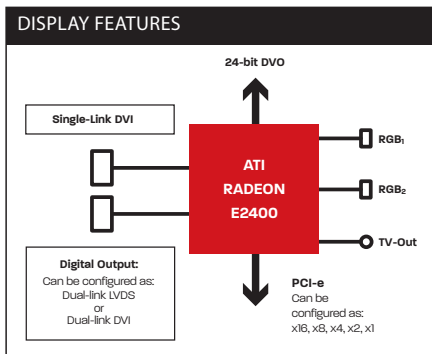 DISPLAY FEATURES
24-bit DVO
Single-Link DVI
ATI
RADEON
E2400
RGB₁
RGB₂
TV-Out
Digital Output:
Can be configured as:
Dual-link LVDS
or
Dual-link DVI
PCI-e
Can be
configured as:
x16, x8, x4, x2, x1